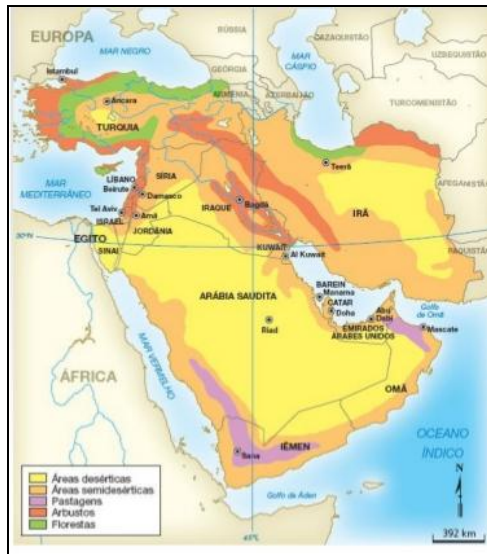 EUROPA
RÚSSIA
MAR NEGRO
CAZAQUISTÃO
GEÓRGIA
MAR
CÁSPIO
UZBEQUISTÃO
Istambul
ARMÊNIA
AZERBAIJÃO
TURCOMENISTÃO
Ancara
TURQUIA
Teerã
MAR
MEDITERRÂNEO
LÍBANO
Beirute
SÍRIA
Damasco
AFEGANISTÃO
Tel Aviv
ISRAEL
Amã
JORDÂNIA
IRAQUE
Bagdá
IRÃ
30°N
EGITO
SINAI
KUWAIT
Al Kuwait
PAQUISTÃO
ARÁBIA SAUDITA
BAREIN
Manama
CATAR
Doha
Golfo
de Omã
Abu
Dabi
EMIRADOS
ÁRABES UNIDOS
Mascate
Riad
MAR VERMELHO
ÁFRICA
OMÃ
IÊMEN
Sana
OCEANO
ÍNDICO
Golfo de Áden
N
45°L
392 km
Áreas desérticas
Áreas semidesérticas
Pastagens
Arbustos
Florestas